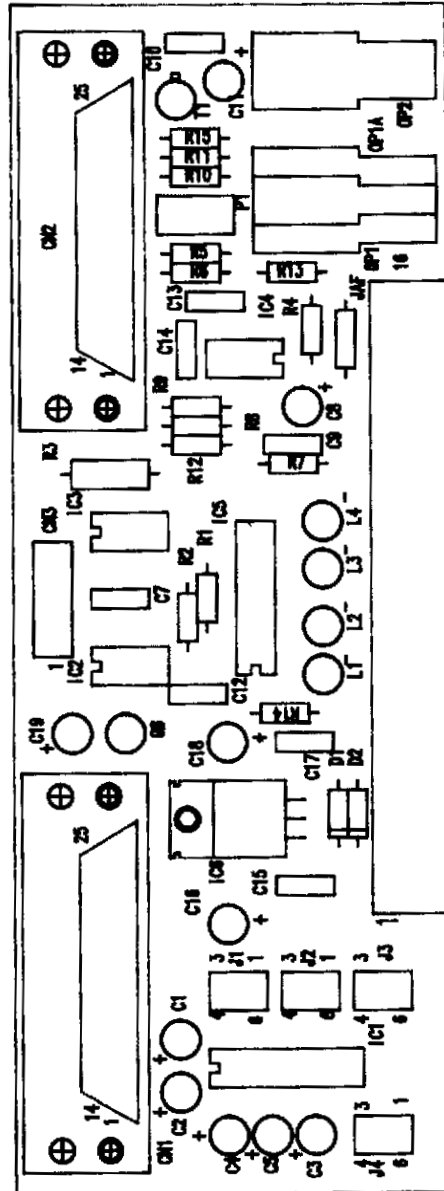 C10
+
C11
T1
25
R15
R11
R10
P1
OP1A
OP2
CN2
R5
R6
R13
OP1
16
C13
IC4
R4
JAF
C14
14
1
R9
R8
+
C8
C9
R3
R12
R7
IC3
CN3
IC5
L4-
R2
R1
L3-
C7
L2-
1
IC2
C12
L1-
R14
C19
+
C18
+
C17
D1
D2
25
IC6
C15
C16
+
1
3
J1
1
3
J2
1
3
J3
4
6
4
6
4
6
C1
+
IC1
C2
+
14
1
CN1
+
C4
+
C5
+
C3
3
1
4
J4
6